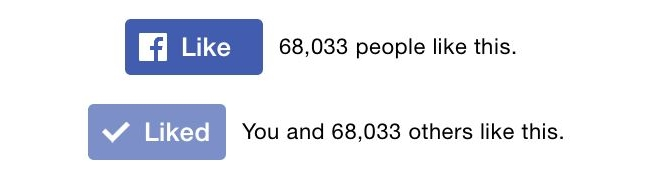 Like 68,033 people like this.
Liked You and 68,033 others like this.